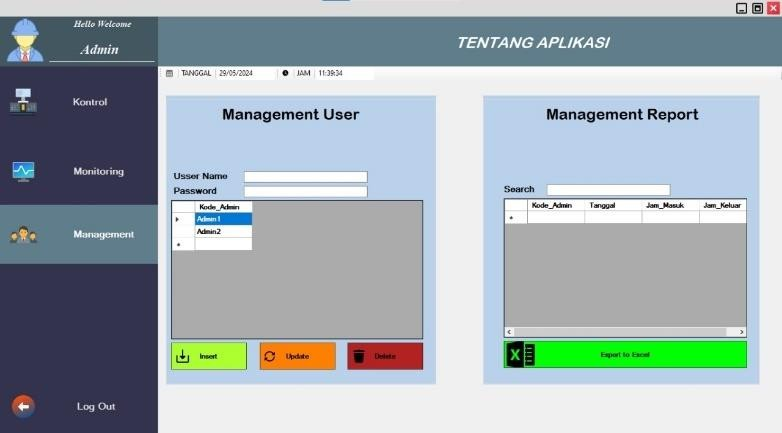 Hello Welcome
Admin
TENTANG APLIKASI
TANGGAL 29/05/2024 JAM 11:39:34
Kontrol
Monitoring
Management
Log Out
Management User
Usser Name
Password
Kode_Admin
Admin1
Admin2
Insert Update Delete
Management Report
Search
Kode_Admin Tanggal Jam_Masuk Jam_Keluar
Export to Excel